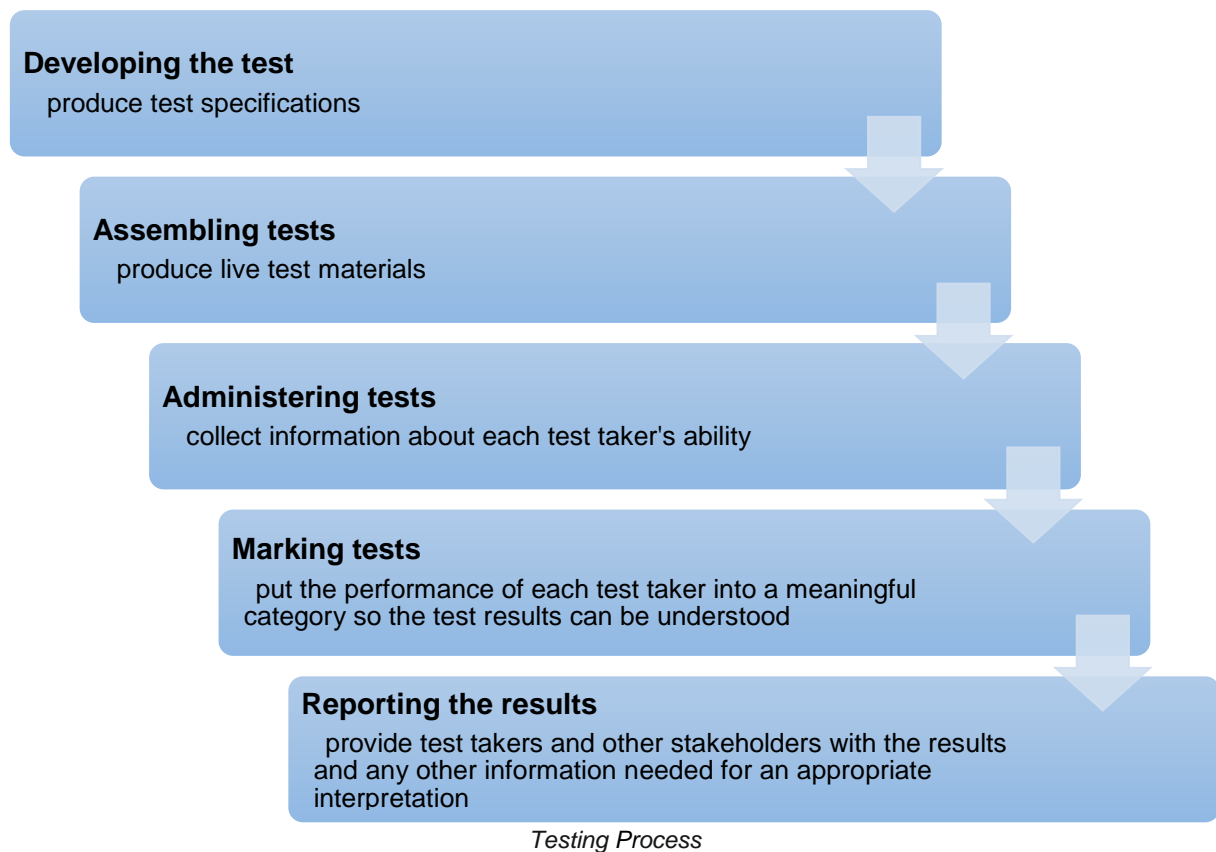 Developing the test
produce test specifications
Assembling tests
produce live test materials
Administering tests
collect information about each test taker's ability
Marking tests
put the performance of each test taker into a meaningful
category so the test results can be understood
Reporting the results
provide test takers and other stakeholders with the results
and any other information needed for an appropriate
interpretation
Testing Process